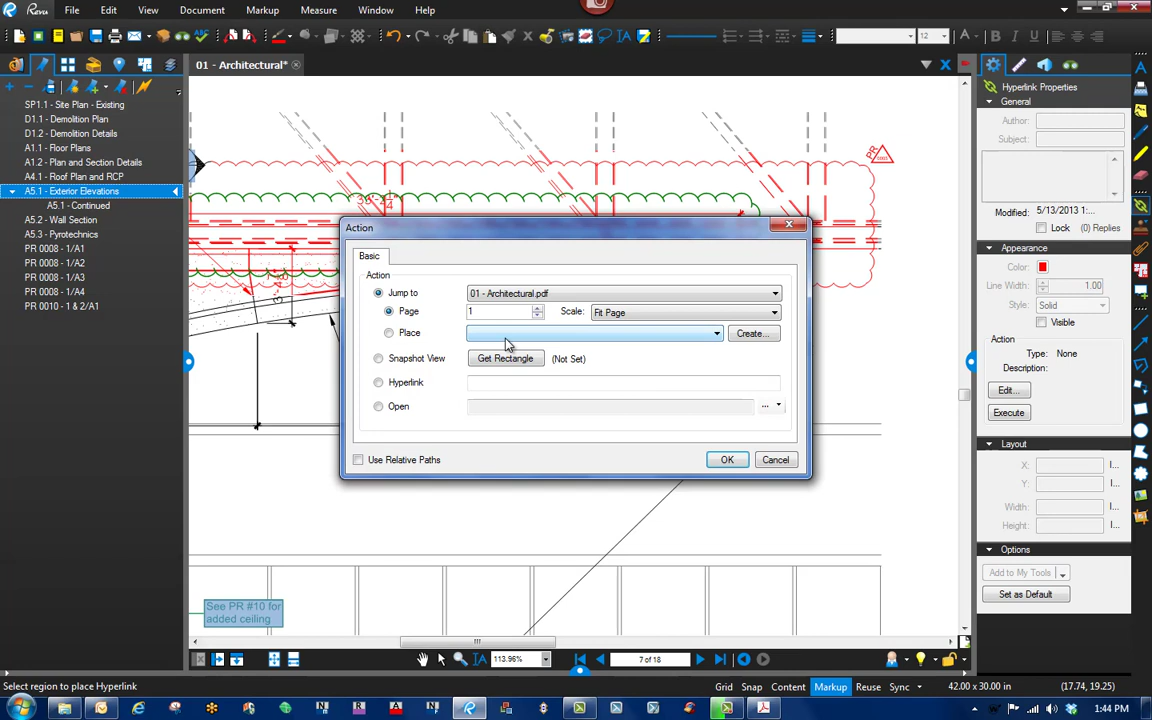 Revu File Edit View Document Markup Measure Window Help
12
01 - Architectural*
SP1.1 - Site Plan - Existing
D1.1 - Demolition Plan
D1.2 - Demolition Details
A1.1 - Floor Plans
A1.2 - Plan and Section Details
A4.1 - Roof Plan and RCP
A5.1 - Exterior Elevations
A5.1 - Continued
A5.2 - Wall Section
A5.3 - Pyrotechnics
PR 0008 - 1/A1
PR 0008 - 1/A2
PR 0008 - 1/A3
PR 0008 - 1/A4
PR 0010 - 1 & 2/A1
PR
See PR #10 for
added ceiling
Action
Basic
Action
Jump to 01 - Architectural.pdf
Page 1 Scale: Fit Page
Place Create...
Snapshot View Get Rectangle (Not Set)
Hyperlink
Open ...
Use Relative Paths OK Cancel
Hyperlink Properties
General
Author:
Subject:
Modified: 5/13/2013 1:...
Lock (0) Replies
Appearance
Color:
Line Width: 1.00
Style: Solid
Visible
Action
Type: None
Description:
Edit...
Execute
Layout
X: I...
Y: I...
Width: I...
Height: I...
Options
Add to My Tools
Set as Default
113.96% 7 of 18
Select region to place Hyperlink Grid Snap Content Markup Reuse Sync 42.00 x 30.00 in (17.74, 19.25)
1:44 PM